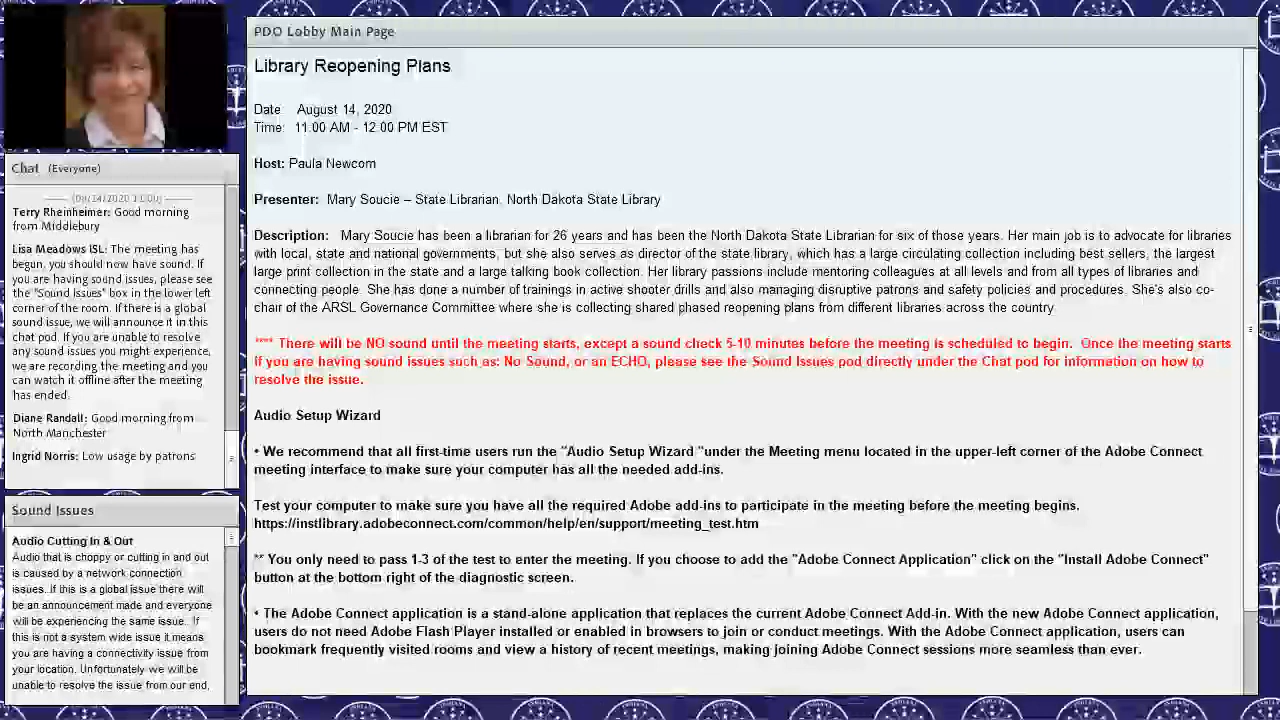 PDO Lobby Main Page
Library Reopening Plans
Date: August 14, 2020
Time: 11:00 AM - 12:00 PM EST
Host: Paula Newcom
Presenter: Mary Soucie – State Librarian, North Dakota State Library
Description: Mary Soucie has been a librarian for 26 years and has been the North Dakota State Librarian for six of those years. Her main job is to advocate for libraries
with local, state and national governments, but she also serves as director of the state library, which has a large circulating collection including best sellers, the largest
large print collection in the state and a large talking book collection. Her library passions include mentoring colleagues at all levels and from all types of libraries and
connecting people. She has done a number of trainings in active shooter drills and also managing disruptive patrons and safety policies and procedures. She's also co-
chair of the ARSL Governance Committee where she is collecting shared phased reopening plans from different libraries across the country.
**** There will be NO sound until the meeting starts, except a sound check 5-10 minutes before the meeting is scheduled to begin. Once the meeting starts
if you are having sound issues such as: No Sound, or an ECHO, please see the Sound Issues pod directly under the Chat pod for information on how to
resolve the issue.
Audio Setup Wizard
• We recommend that all first-time users run the "Audio Setup Wizard "under the Meeting menu located in the upper-left corner of the Adobe Connect
meeting interface to make sure your computer has all the needed add-ins.
Test your computer to make sure you have all the required Adobe add-ins to participate in the meeting before the meeting begins.
https://instlibrary.adobeconnect.com/common/help/en/support/meeting_test.htm
** You only need to pass 1-3 of the test to enter the meeting. If you choose to add the "Adobe Connect Application" click on the "Install Adobe Connect"
button at the bottom right of the diagnostic screen.
• The Adobe Connect application is a stand-alone application that replaces the current Adobe Connect Add-in. With the new Adobe Connect application,
users do not need Adobe Flash Player installed or enabled in browsers to join or conduct meetings. With the Adobe Connect application, users can
bookmark frequently visited rooms and view a history of recent meetings, making joining Adobe Connect sessions more seamless than ever.
Chat (Everyone)
(08/14/2020 11:00)
Terry Rheinheimer: Good morning
from Middlebury
Lisa Meadows ISL: The meeting has
begun, you should now have sound. If
you are having sound issues, please see
the "Sound Issues" box in the lower left
corner of the room. If there is a global
sound issue, we will announce it in this
chat pod. If you are unable to resolve
any sound issues you might experience,
we are recording the meeting and you
can watch it offline after the meeting
has ended.
Diane Randall: Good morning from
North Manchester
Ingrid Norris: Low usage by patrons
Sound Issues
Audio Cutting In & Out
Audio that is choppy or cutting in and out
is caused by a network connection
issues. If this is a global issue there will
be an announcement made and everyone
will be experiencing the same issue. If
this is not a system wide issue it means
you are having a connectivity issue from
your location. Unfortunately we will be
unable to resolve the issue from our end,